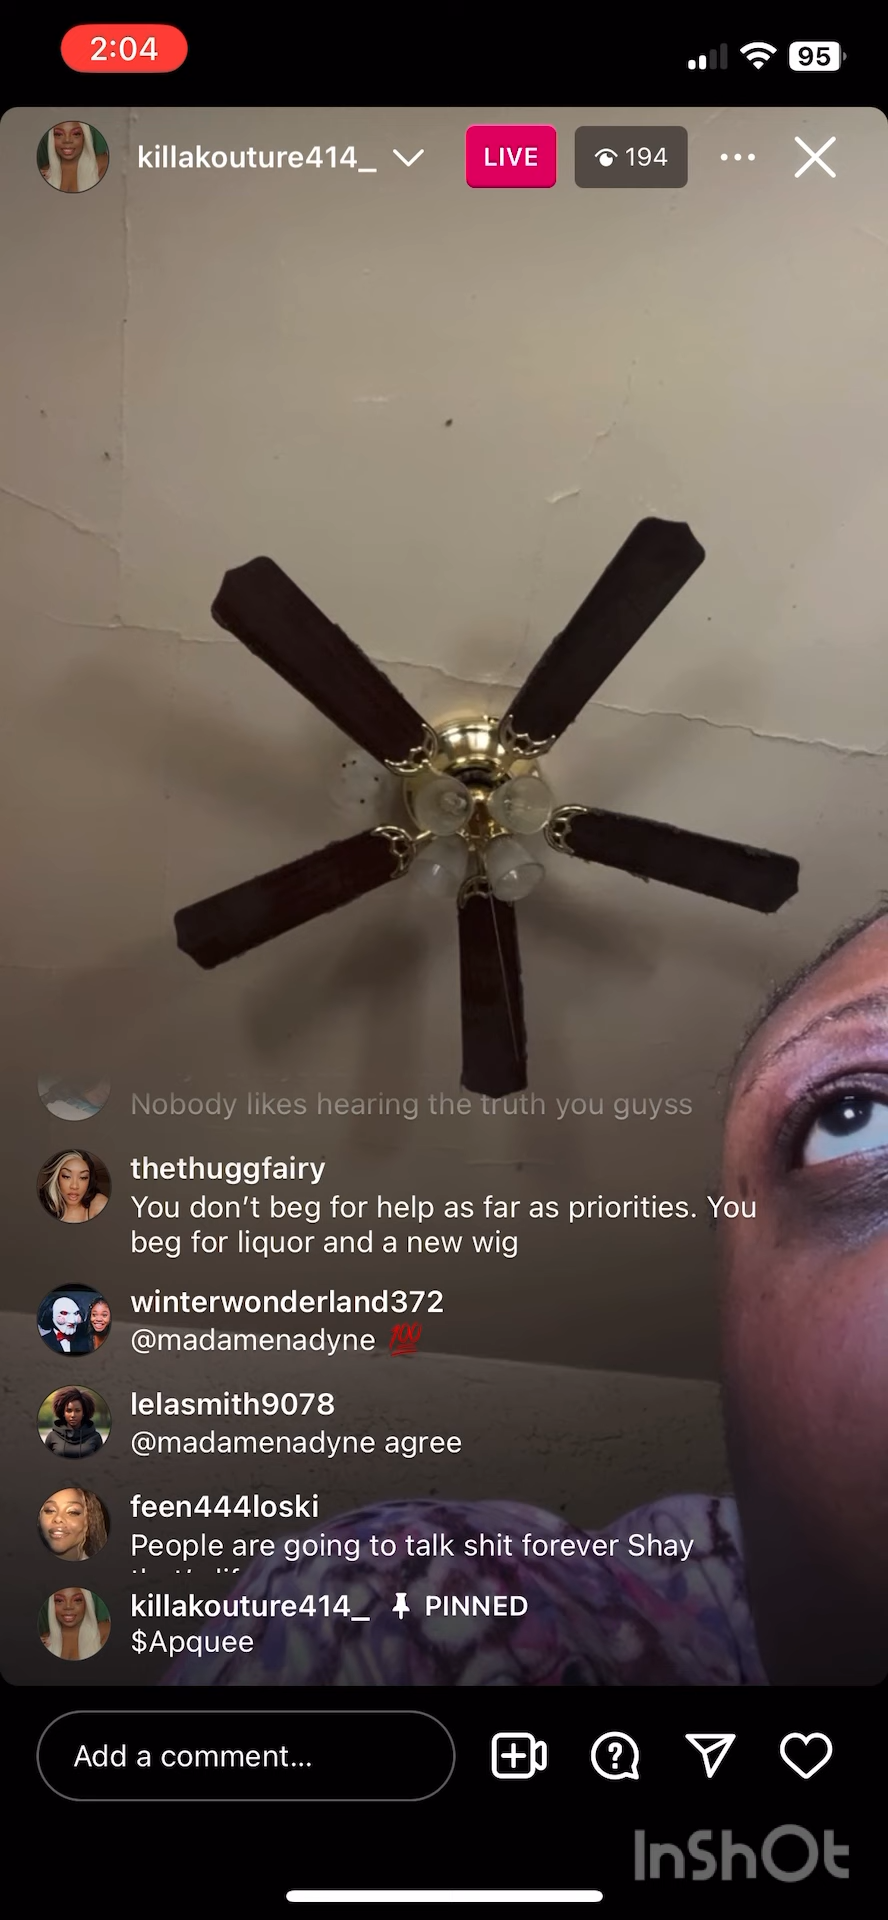 2:04
95
killakouture414_
LIVE
194
Nobody likes hearing the truth you guyss
thethuggfairy
You don’t beg for help as far as priorities. You
beg for liquor and a new wig
winterwonderland372
@madamenadyne 💯
lelasmith9078
@madamenadyne agree
feen444loski
People are going to talk shit forever Shay
killakouture414_ PINNED
$Apquee
Add a comment...
InShOt